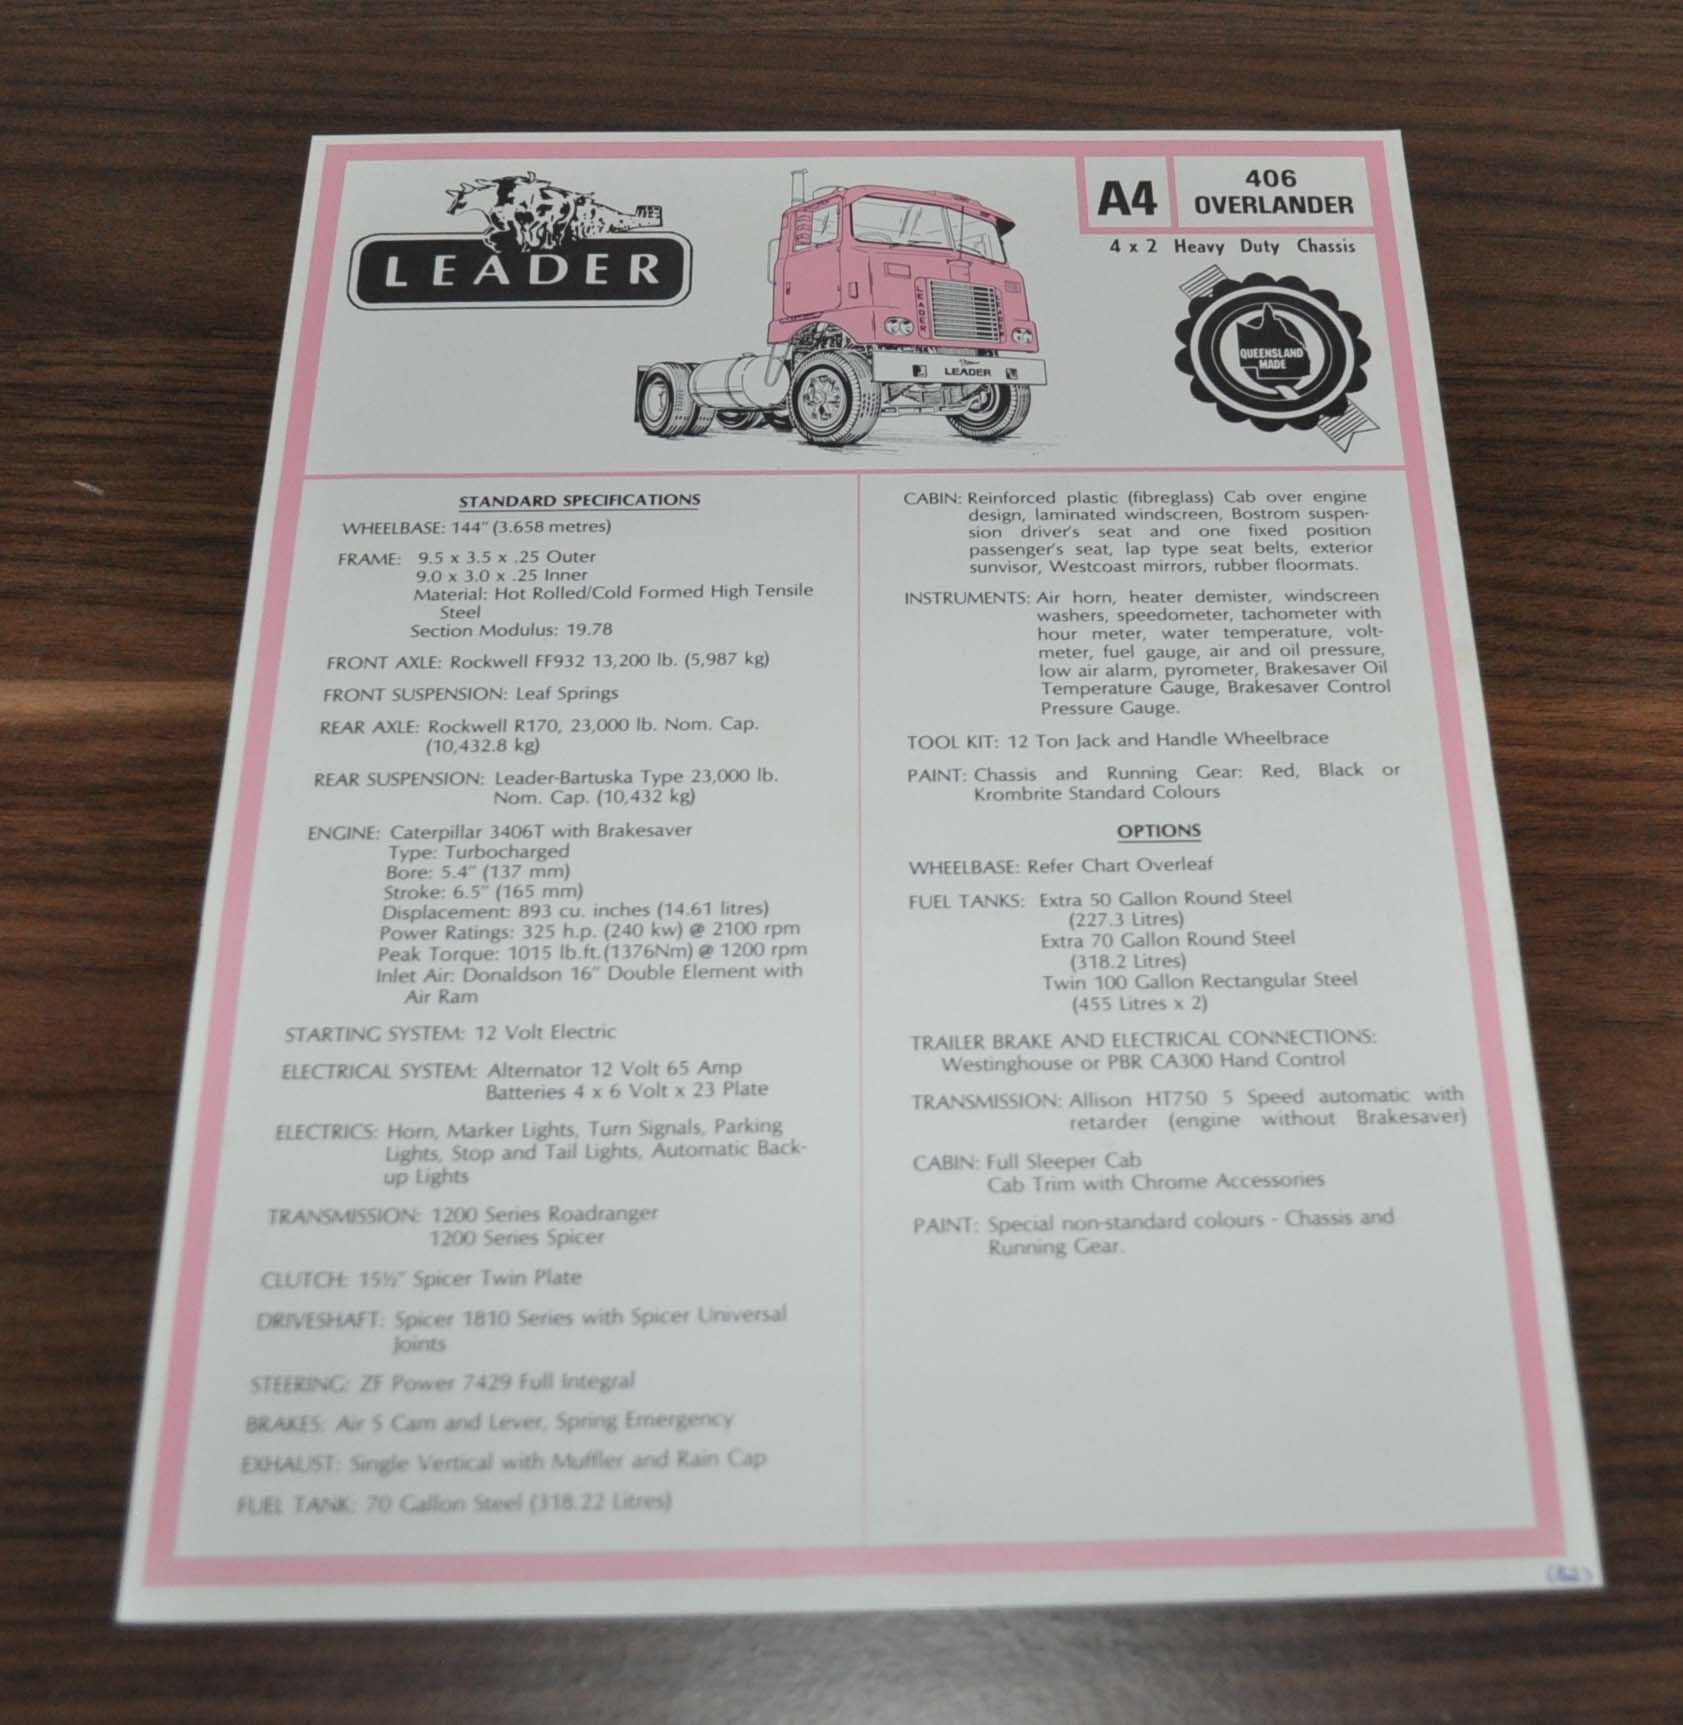 LEADER
A4
406
OVERLANDER
4 x 2 Heavy Duty Chassis
LEADER
LEADER
LEADER
QUEENSLAND
MADE
STANDARD SPECIFICATIONS
WHEELBASE: 144" (3.658 metres)
FRAME: 9.5 x 3.5 x .25 Outer
9.0 x 3.0 x .25 Inner
Material: Hot Rolled/Cold Formed High Tensile
Steel
Section Modulus: 19.78
FRONT AXLE: Rockwell FF932 13,200 lb. (5,987 kg)
FRONT SUSPENSION: Leaf Springs
REAR AXLE: Rockwell R170, 23,000 lb. Nom. Cap.
(10,432.8 kg)
REAR SUSPENSION: Leader-Bartuska Type 23,000 lb.
Nom. Cap. (10,432 kg)
ENGINE: Caterpillar 3406T with Brakesaver
Type: Turbocharged
Bore: 5.4" (137 mm)
Stroke: 6.5" (165 mm)
Displacement: 893 cu. inches (14.61 litres)
Power Ratings: 325 h.p. (240 kw) @ 2100 rpm
Peak Torque: 1015 lb.ft. (1376Nm) @ 1200 rpm
Inlet Air: Donaldson 16" Double Element with
Air Ram
STARTING SYSTEM: 12 Volt Electric
ELECTRICAL SYSTEM: Alternator 12 Volt 65 Amp
Batteries 4 x 6 Volt x 23 Plate
ELECTRICS: Horn, Marker Lights, Turn Signals, Parking
Lights, Stop and Tail Lights, Automatic Back-
up Lights
TRANSMISSION: 1200 Series Roadranger
1200 Series Spicer
CLUTCH: 15½" Spicer Twin Plate
DRIVESHAFT: Spicer 1810 Series with Spicer Universal
Joints
STEERING: ZF Power 7429 Full Integral
BRAKES: Air S Cam and Lever, Spring Emergency
EXHAUST: Single Vertical with Muffler and Rain Cap
FUEL TANK: 70 Gallon Steel (318.22 Litres)
CABIN: Reinforced plastic (fibreglass) Cab over engine
design, laminated windscreen, Bostrom suspen-
sion driver's seat and one fixed position
passenger's seat, lap type seat belts, exterior
sunvisor, Westcoast mirrors, rubber floormats.
INSTRUMENTS: Air horn, heater demister, windscreen
washers, speedometer, tachometer with
hour meter, water temperature, volt-
meter, fuel gauge, air and oil pressure,
low air alarm, pyrometer, Brakesaver Oil
Temperature Gauge, Brakesaver Control
Pressure Gauge.
TOOL KIT: 12 Ton Jack and Handle Wheelbrace
PAINT: Chassis and Running Gear: Red, Black or
Krombrite Standard Colours
OPTIONS
WHEELBASE: Refer Chart Overleaf
FUEL TANKS: Extra 50 Gallon Round Steel
(227.3 Litres)
Extra 70 Gallon Round Steel
(318.2 Litres)
Twin 100 Gallon Rectangular Steel
(455 Litres x 2)
TRAILER BRAKE AND ELECTRICAL CONNECTIONS:
Westinghouse or PBR CA300 Hand Control
TRANSMISSION: Allison HT750 5 Speed automatic with
retarder (engine without Brakesaver)
CABIN: Full Sleeper Cab
Cab Trim with Chrome Accessories
PAINT: Special non-standard colours - Chassis and
Running Gear.